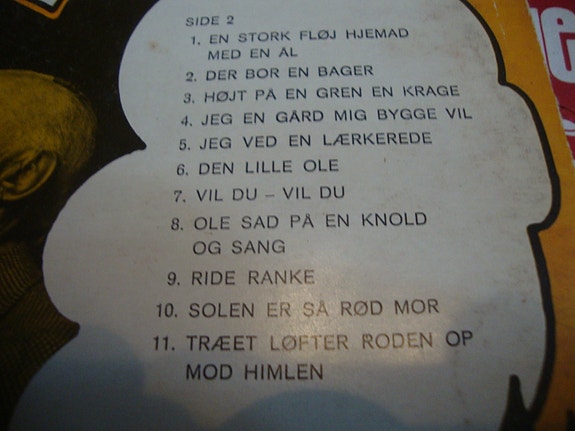 SIDE 2
1. EN STORK FLØJ HJEMAD
MED EN ÅL
2. DER BOR EN BAGER
3. HØJT PÅ EN GREN EN KRAGE
4. JEG EN GÅRD MIG BYGGE VIL
5. JEG VED EN LÆRKEREDE
6. DEN LILLE OLE
7. VIL DU – VIL DU
8. OLE SAD PÅ EN KNOLD
OG SANG
9. RIDE RANKE
10. SOLEN ER SÅ RØD MOR
11. TRÆET LØFTER RODEN OP
MOD HIMLEN